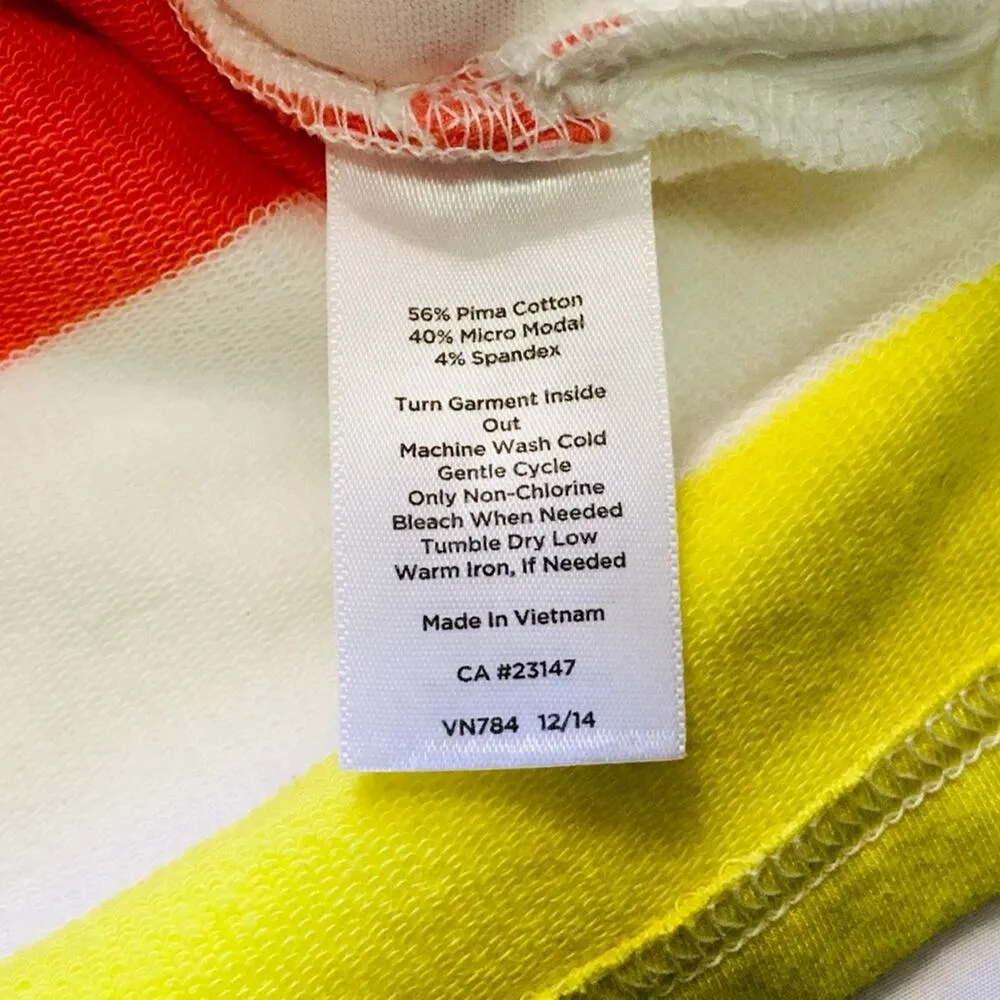 56% Pima Cotton
40% Micro Modal
4% Spandex
Turn Garment Inside
Out
Machine Wash Cold
Gentle Cycle
Only Non-Chlorine
Bleach When Needed
Tumble Dry Low
Warm Iron, If Needed
Made In Vietnam
CA #23147
VN784 12/14